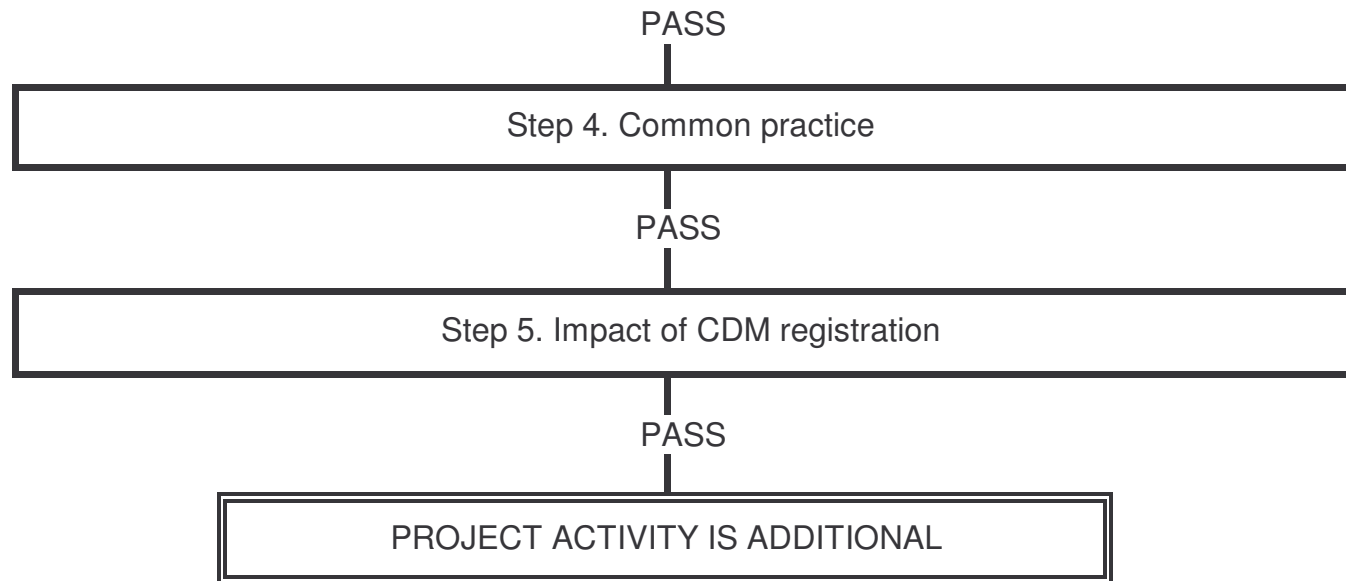 PASS
Step 4. Common practice
PASS
Step 5. Impact of CDM registration
PASS
PROJECT ACTIVITY IS ADDITIONAL